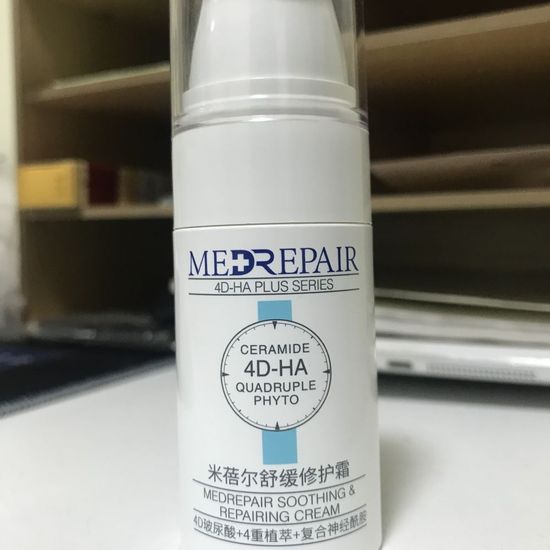 MEDREPAIR
4D-HA PLUS SERIES
CERAMIDE
4D-HA
QUADRUPLE
PHYTO
米蓓尔舒缓修护霜
MEDREPAIR SOOTHING &
REPAIRING CREAM
4D玻尿酸+4重植萃+复合神经酰胺